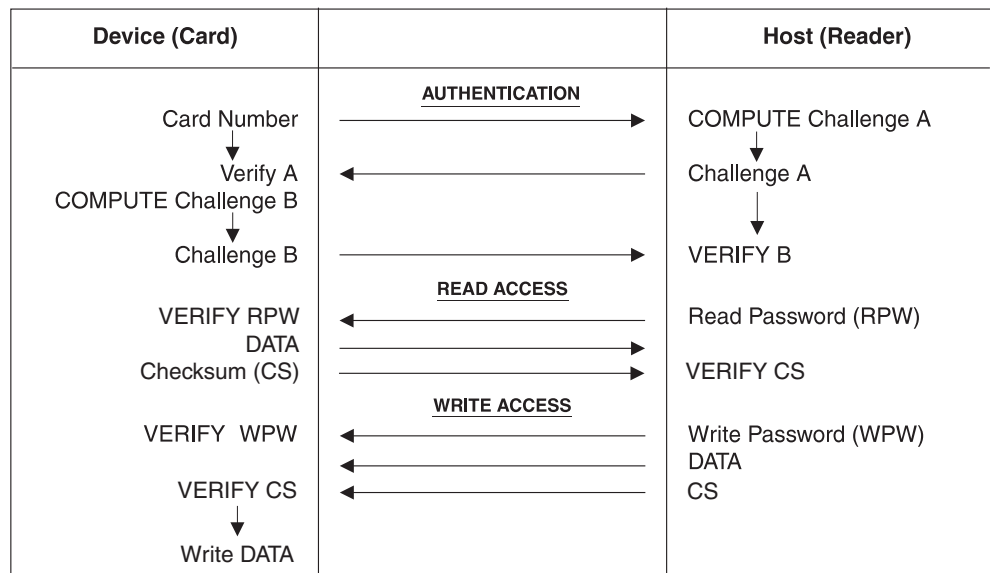 Device (Card) Host (Reader)
AUTHENTICATION
Card Number COMPUTE Challenge A
Verify A Challenge A
COMPUTE Challenge B
Challenge B VERIFY B
READ ACCESS
VERIFY RPW Read Password (RPW)
DATA
Checksum (CS) VERIFY CS
WRITE ACCESS
VERIFY WPW Write Password (WPW)
DATA
VERIFY CS CS
Write DATA